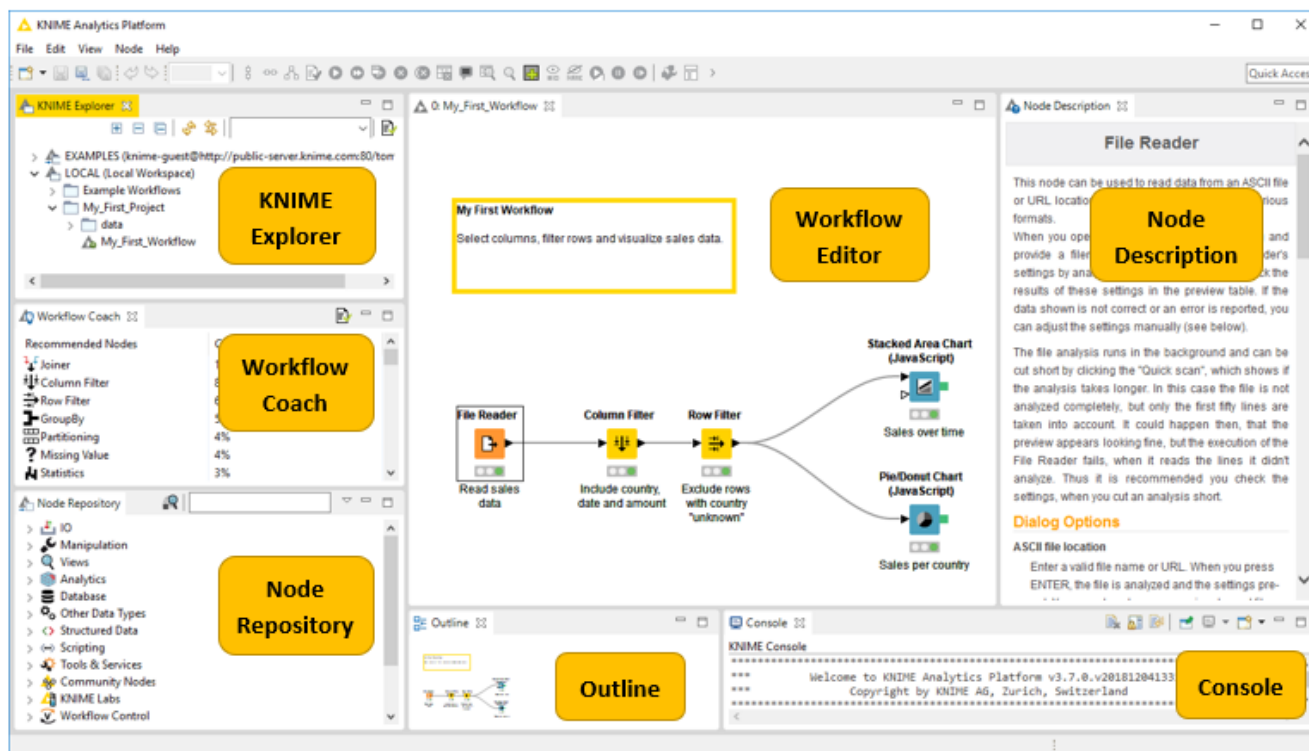 KNIME Analytics Platform
File Edit View Node Help
Quick Acces
KNIME Explorer
EXAMPLES (knime-guest@http://public-server.knime.com:80/tom
LOCAL (Local Workspace)
Example Workflows
My_First_Project
data
My_First_Workflow
KNIME
Explorer
Workflow Coach
Recommended Nodes
Joiner
Column Filter
Row Filter
GroupBy
Partitioning 4%
Missing Value 4%
Statistics 3%
Workflow
Coach
Node Repository
IO
Manipulation
Views
Analytics
Database
Other Data Types
Structured Data
Scripting
Tools & Services
Community Nodes
KNIME Labs
Workflow Control
Node
Repository
0: My_First_Workflow
My First Workflow
Select columns, filter rows and visualize sales data.
Workflow
Editor
File Reader
Read sales
data
Column Filter
Include country,
date and amount
Row Filter
Exclude rows
with country
"unknown"
Stacked Area Chart
(JavaScript)
Sales over time
Pie/Donut Chart
(JavaScript)
Sales per country
Outline
Outline
Console
KNIME Console
********************************************************************************
*** Welcome to KNIME Analytics Platform v3.7.0.v20181204133
*** Copyright by KNIME AG, Zurich, Switzerland
********************************************************************************
Console
Node Description
File Reader
This node can be used to read data from an ASCII file
or URL location
formats.
When you ope and
provide a filen der's
settings by ana ck the
results of these settings in the preview table. If the
data shown is not correct or an error is reported, you
can adjust the settings manually (see below).
The file analysis runs in the background and can be
cut short by clicking the "Quick scan", which shows if
the analysis takes longer. In this case the file is not
analyzed completely, but only the first fifty lines are
taken into account. It could happen then, that the
preview appears looking fine, but the execution of the
File Reader fails, when it reads the lines it didn't
analyze. Thus it is recommended you check the
settings, when you cut an analysis short.
Dialog Options
ASCII file location
Enter a valid file name or URL. When you press
ENTER, the file is analyzed and the settings pre-
Node
Description